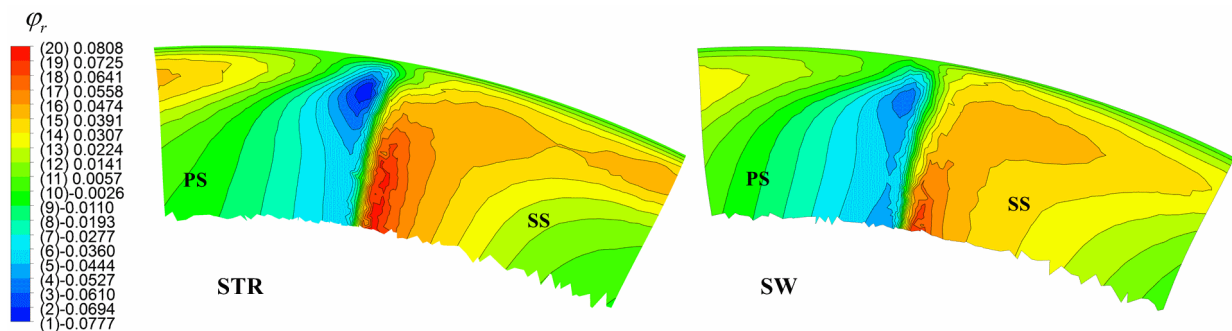 φr
(20) 0.0808
(19) 0.0725
(18) 0.0641
(17) 0.0558
(16) 0.0474
(15) 0.0391
(14) 0.0307
(13) 0.0224
(12) 0.0141
(11) 0.0057
(10)-0.0026
(9)-0.0110
(8)-0.0193
(7)-0.0277
(6)-0.0360
(5)-0.0444
(4)-0.0527
(3)-0.0610
(2)-0.0694
(1)-0.0777
PS
SS
STR
PS
SS
SW